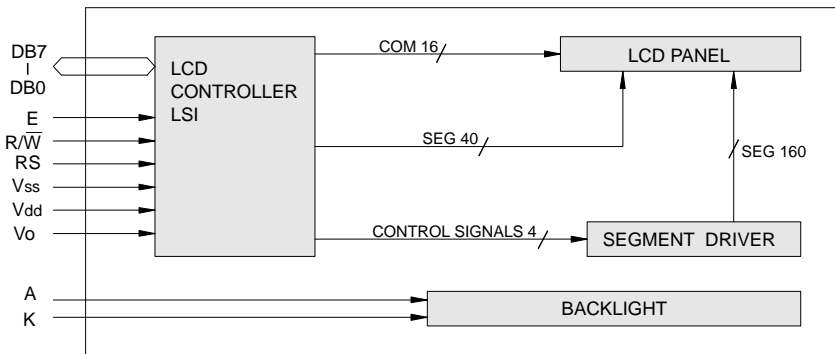 DB7
DB0
E
R/W̅
RS
Vss
Vdd
Vo
A
K
LCD
CONTROLLER
LSI
COM 16
SEG 40
CONTROL SIGNALS 4
LCD PANEL
SEG 160
SEGMENT DRIVER
BACKLIGHT